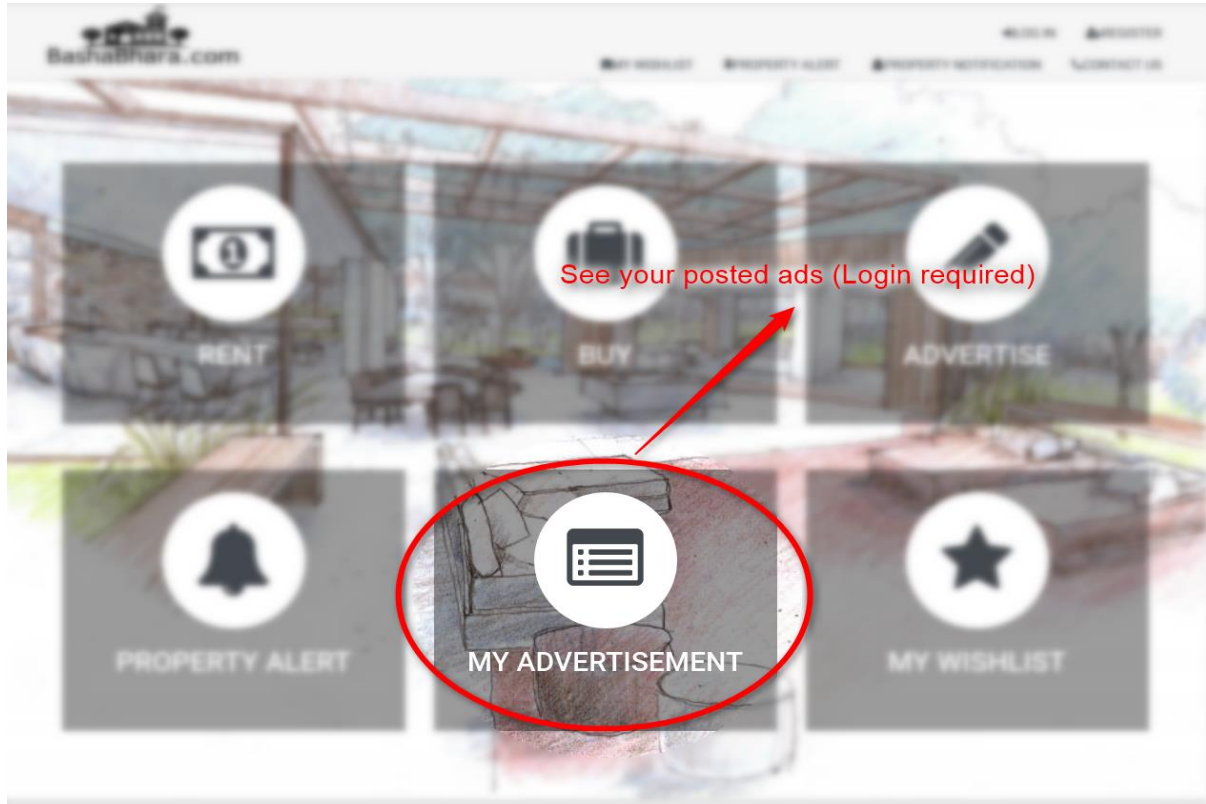 LOG IN REGISTER
BashaBhara.com
MY WISHLIST PROPERTY ALERT PROPERTY NOTIFICATION CONTACT US
See your posted ads (Login required)
RENT BUY ADVERTISE
PROPERTY ALERT MY ADVERTISEMENT MY WISHLIST